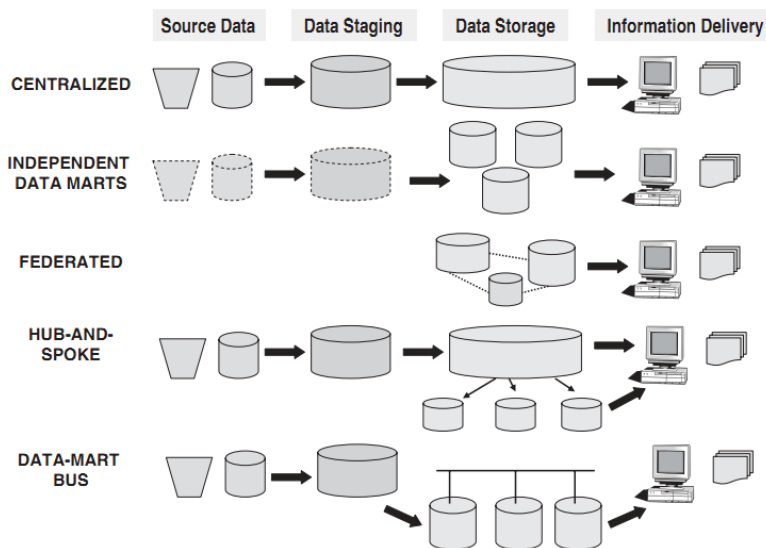 Source Data
Data Staging
Data Storage
Information Delivery
CENTRALIZED
INDEPENDENT
DATA MARTS
FEDERATED
HUB-AND-
SPOKE
DATA-MART
BUS